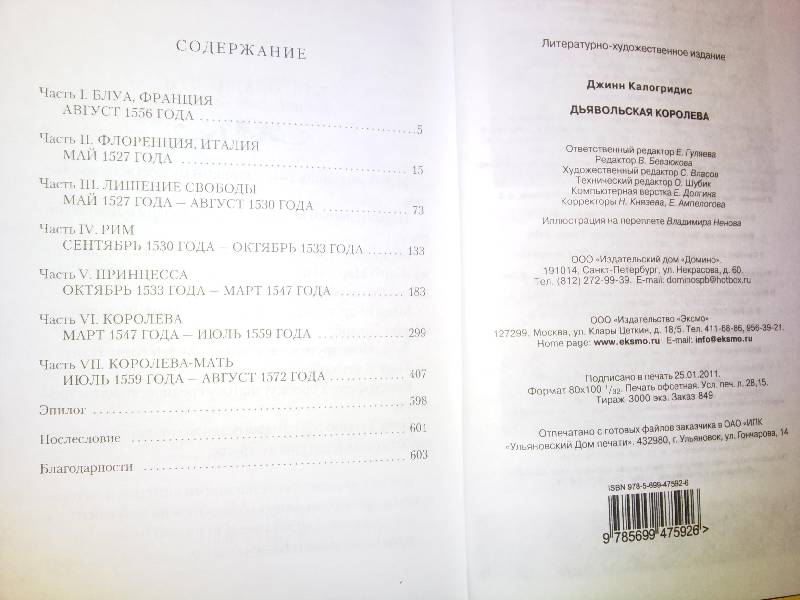 СОДЕРЖАНИЕ
Часть I. БЛУА, ФРАНЦИЯ
АВГУСТ 1556 ГОДА ........ 5
Часть II. ФЛОРЕНЦИЯ, ИТАЛИЯ
МАЙ 1527 ГОДА ........ 15
Часть III. ЛИШЕНИЕ СВОБОДЫ
МАЙ 1527 ГОДА — АВГУСТ 1530 ГОДА ........ 73
Часть IV. РИМ
СЕНТЯБРЬ 1530 ГОДА — ОКТЯБРЬ 1533 ГОДА ........ 133
Часть V. ПРИНЦЕССА
ОКТЯБРЬ 1533 ГОДА — МАРТ 1547 ГОДА ........ 183
Часть VI. КОРОЛЕВА
МАРТ 1547 ГОДА — ИЮЛЬ 1559 ГОДА ........ 299
Часть VII. КОРОЛЕВА-МАТЬ
ИЮЛЬ 1559 ГОДА — АВГУСТ 1572 ГОДА ........ 407
Эпилог ........ 598
Послесловие ........ 601
Благодарности ........ 603
Литературно-художественное издание
Джинн Калогридис
ДЬЯВОЛЬСКАЯ КОРОЛЕВА
Ответственный редактор Е. Гуляева
Редактор В. Бевзюкова
Художественный редактор С. Власов
Технический редактор О. Шубик
Компьютерная верстка Е. Долгина
Корректоры Н. Князева, Е. Ампелогова
Иллюстрация на переплете Владимира Ненова
ООО «Издательский дом «Домино».
191014, Санкт-Петербург, ул. Некрасова, д. 60.
Тел. (812) 272-99-39. E-mail: dominospb@hotbox.ru
ООО «Издательство «Эксмо»
127299, Москва, ул. Клары Цеткин, д. 18/5. Тел. 411-68-86, 956-39-21.
Home page: www.eksmo.ru E-mail: info@eksmo.ru
Подписано в печать 25.01.2011.
Формат 80x100 1/32. Печать офсетная. Усл. печ. л. 28,15.
Тираж 3000 экз. Заказ 849
Отпечатано с готовых файлов заказчика в ОАО «ИПК
«Ульяновский Дом печати». 432980, г. Ульяновск, ул. Гончарова, 14
ISBN 978-5-699-47592-6
9 785699 475926 >